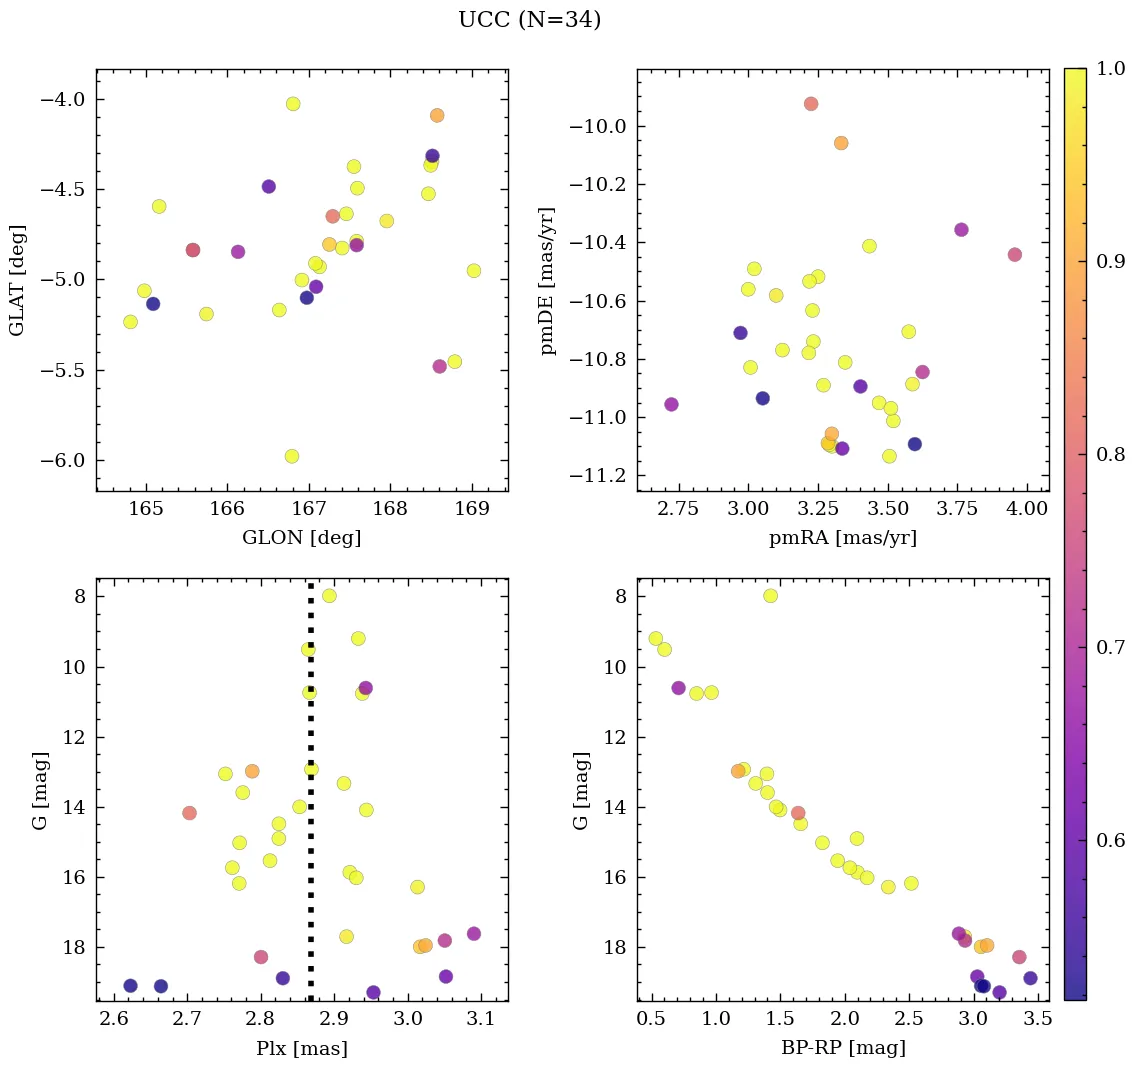 UCC (N=34)
−4.0
−4.5
−5.0
−5.5
−6.0
GLAT [deg]
165 166 167 168 169
GLON [deg]
−10.0
−10.2
−10.4
−10.6
−10.8
−11.0
−11.2
pmDE [mas/yr]
2.75 3.00 3.25 3.50 3.75 4.00
pmRA [mas/yr]
8
10
12
14
16
18
G [mag]
2.6 2.7 2.8 2.9 3.0 3.1
Plx [mas]
8
10
12
14
16
18
G [mag]
0.5 1.0 1.5 2.0 2.5 3.0 3.5
BP-RP [mag]
1.0
0.9
0.8
0.7
0.6